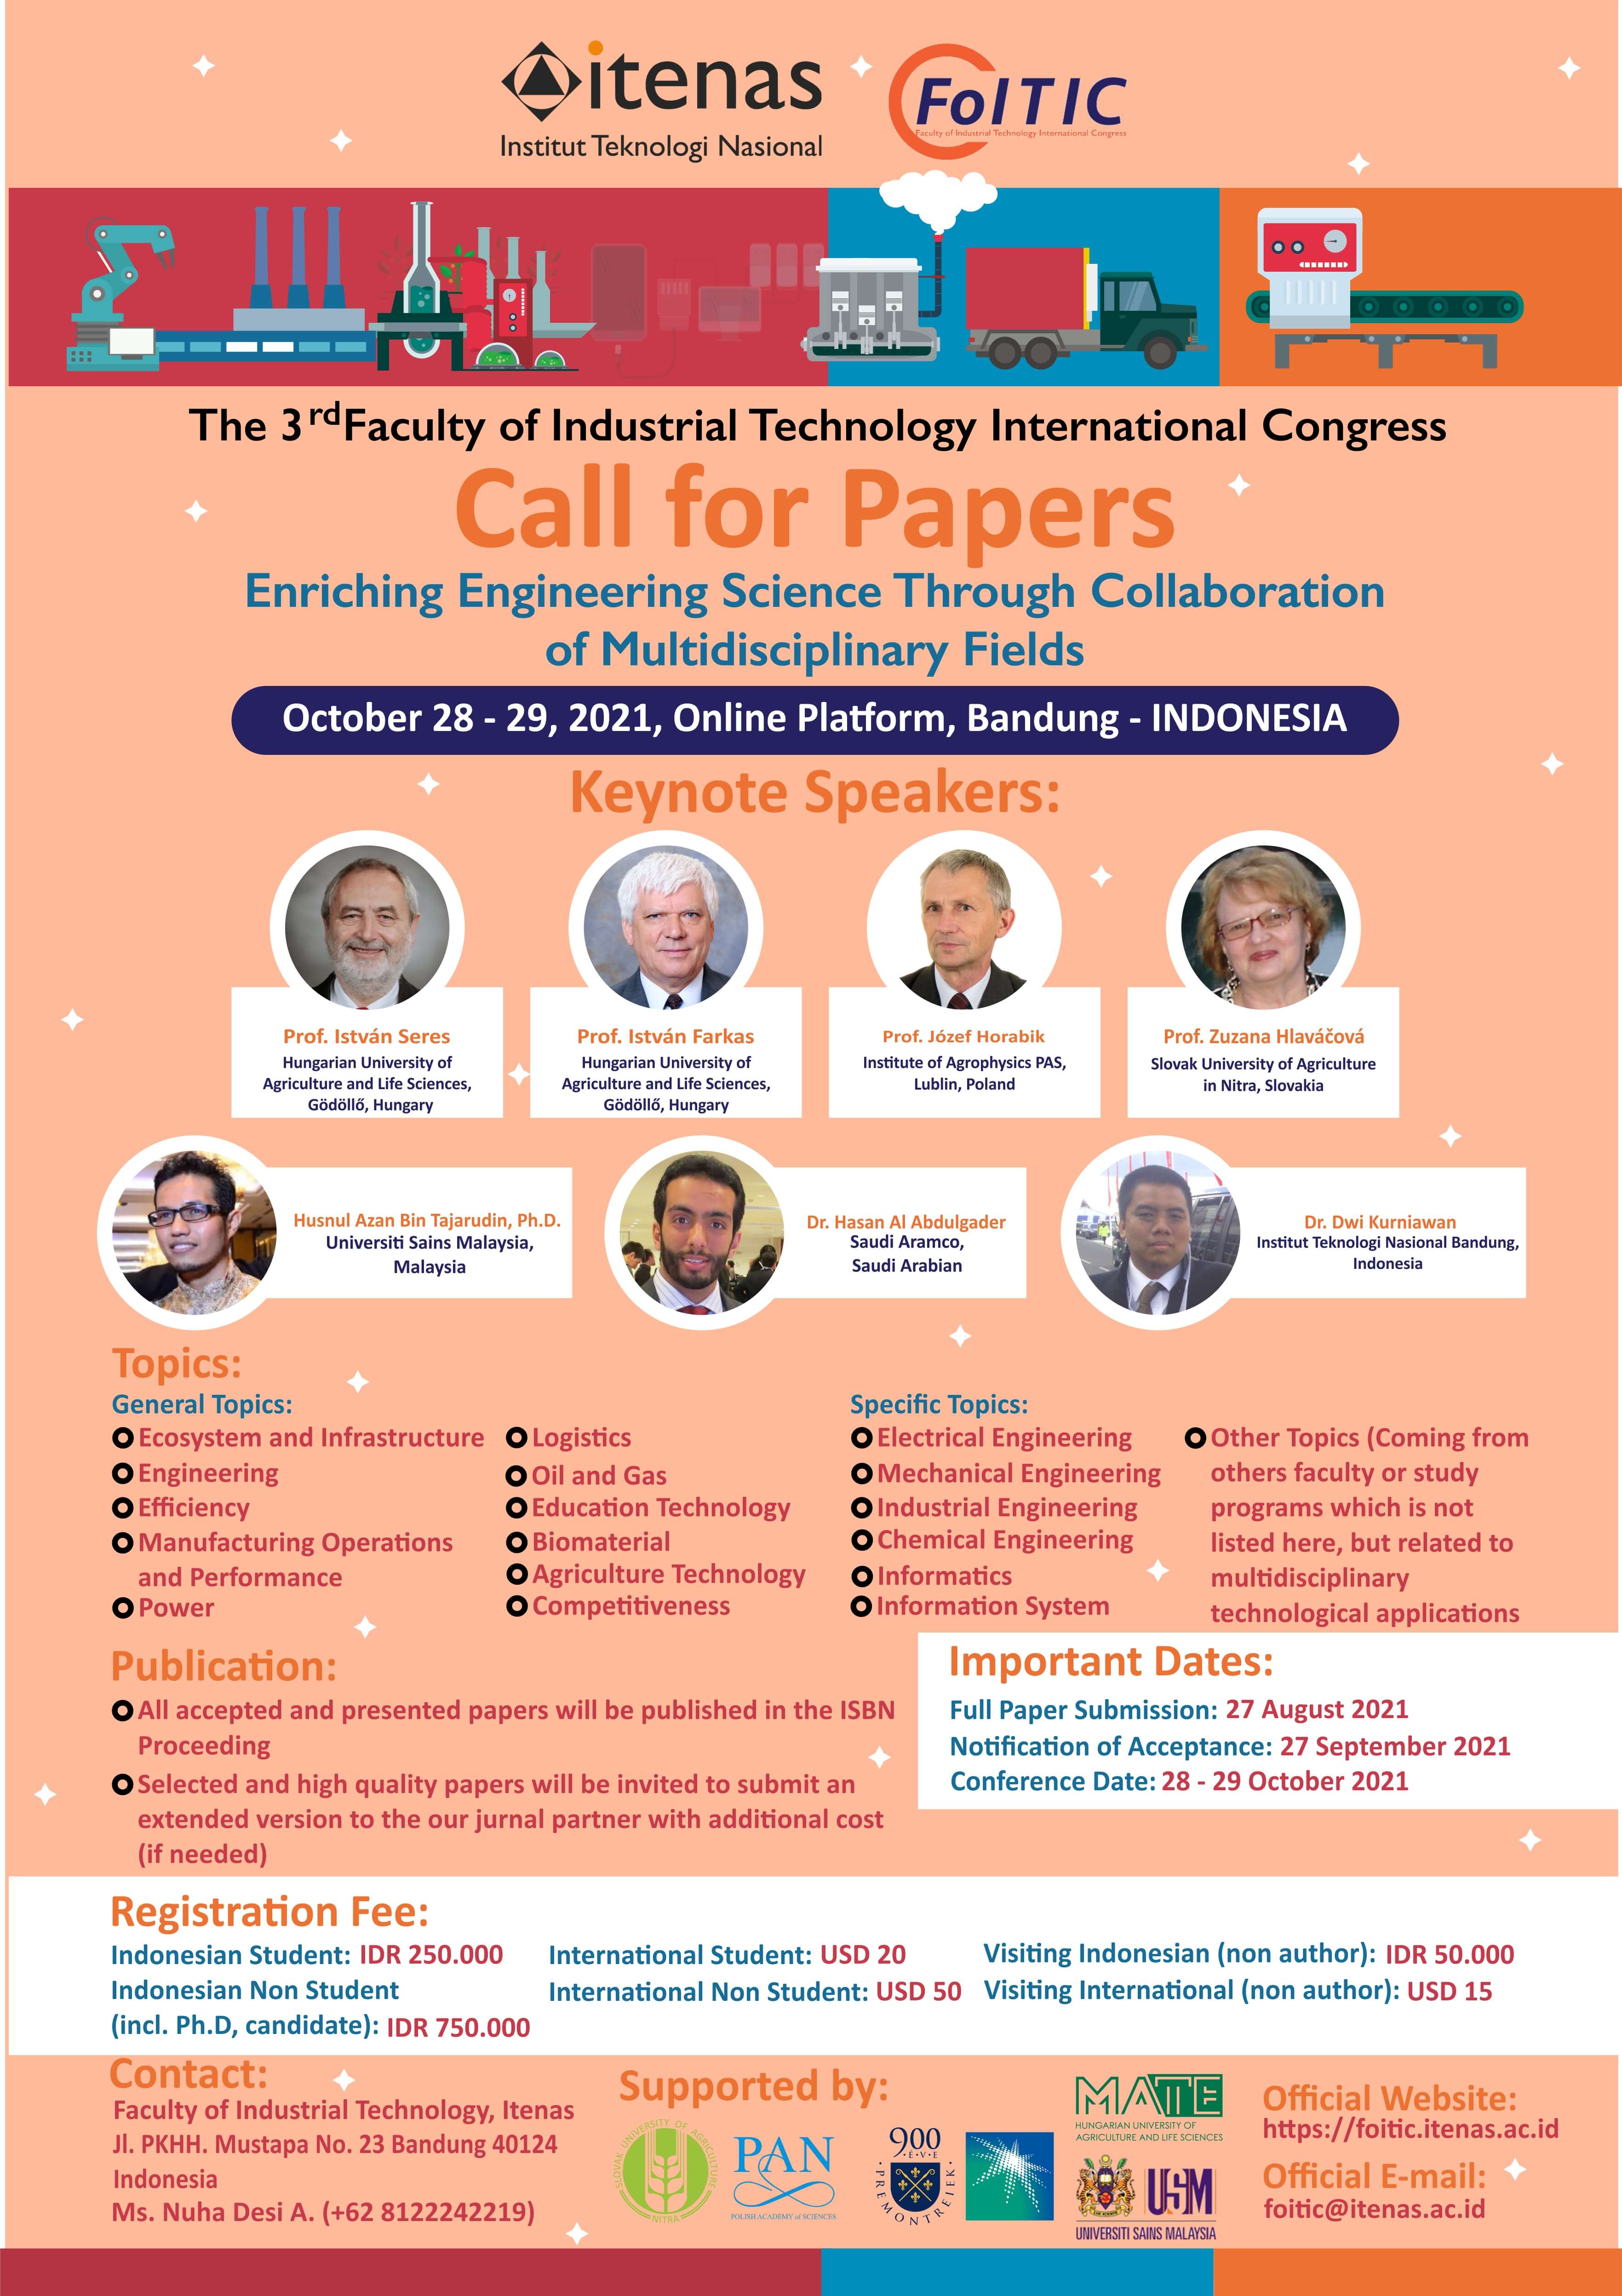 itenas
Institut Teknologi Nasional
FoITIC
Faculty of Industrial Technology International Congress
The 3rd Faculty of Industrial Technology International Congress
Call for Papers
Enriching Engineering Science Through Collaboration
of Multidisciplinary Fields
October 28 - 29, 2021, Online Platform, Bandung - INDONESIA
Keynote Speakers:
Prof. István Seres
Hungarian University of
Agriculture and Life Sciences,
Gödöllő, Hungary
Prof. István Farkas
Hungarian University of
Agriculture and Life Sciences,
Gödöllő, Hungary
Prof. Józef Horabik
Institute of Agrophysics PAS,
Lublin, Poland
Prof. Zuzana Hlaváčová
Slovak University of Agriculture
in Nitra, Slovakia
Husnul Azan Bin Tajarudin, Ph.D.
Universiti Sains Malaysia,
Malaysia
Dr. Hasan Al Abdulgader
Saudi Aramco,
Saudi Arabian
Dr. Dwi Kurniawan
Institut Teknologi Nasional Bandung,
Indonesia
Topics:
General Topics:
Ecosystem and Infrastructure
Engineering
Efficiency
Manufacturing Operations
and Performance
Power
Logistics
Oil and Gas
Education Technology
Biomaterial
Agriculture Technology
Competitiveness
Specific Topics:
Electrical Engineering
Mechanical Engineering
Industrial Engineering
Chemical Engineering
Informatics
Information System
Other Topics (Coming from
others faculty or study
programs which is not
listed here, but related to
multidisciplinary
technological applications
Publication:
All accepted and presented papers will be published in the ISBN
Proceeding
Selected and high quality papers will be invited to submit an
extended version to the our jurnal partner with additional cost
(if needed)
Important Dates:
Full Paper Submission: 27 August 2021
Notification of Acceptance: 27 September 2021
Conference Date: 28 - 29 October 2021
Registration Fee:
Indonesian Student: IDR 250.000
Indonesian Non Student
(incl. Ph.D, candidate): IDR 750.000
International Student: USD 20
International Non Student: USD 50
Visiting Indonesian (non author): IDR 50.000
Visiting International (non author): USD 15
Contact:
Faculty of Industrial Technology, Itenas
Jl. PKHH. Mustapa No. 23 Bandung 40124
Indonesia
Ms. Nuha Desi A. (+62 8122242219)
Supported by:
SLOVAK UNIVERSITY OF AGRICULTURE
NITRA
PAN
POLISH ACADEMY of SCIENCES
900
·É·V·E·
·PREMONTREIEK·
MATE
HUNGARIAN UNIVERSITY OF
AGRICULTURE AND LIFE SCIENCES
USM
UNIVERSITI SAINS MALAYSIA
Official Website:
https://foitic.itenas.ac.id
Official E-mail:
foitic@itenas.ac.id